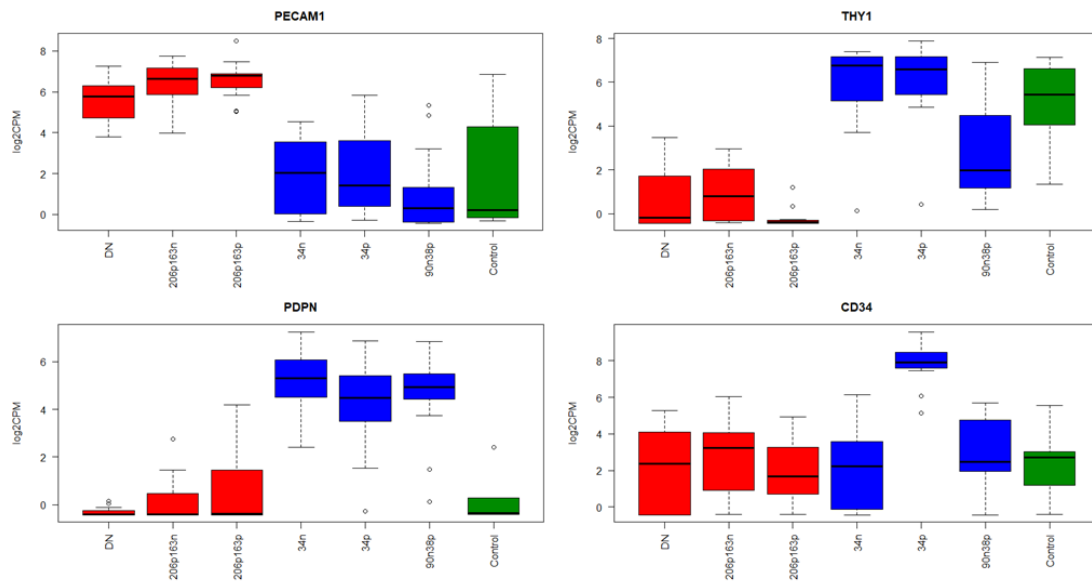 PECAM1
log2CPM
8
6
4
2
0
DN
206p163n
206p163p
34n
34p
90n38p
Control
THY1
log2CPM
8
6
4
2
0
DN
206p163n
206p163p
34n
34p
90n38p
Control
PDPN
log2CPM
6
4
2
0
DN
206p163n
206p163p
34n
34p
90n38p
Control
CD34
log2CPM
8
6
4
2
0
DN
206p163n
206p163p
34n
34p
90n38p
Control